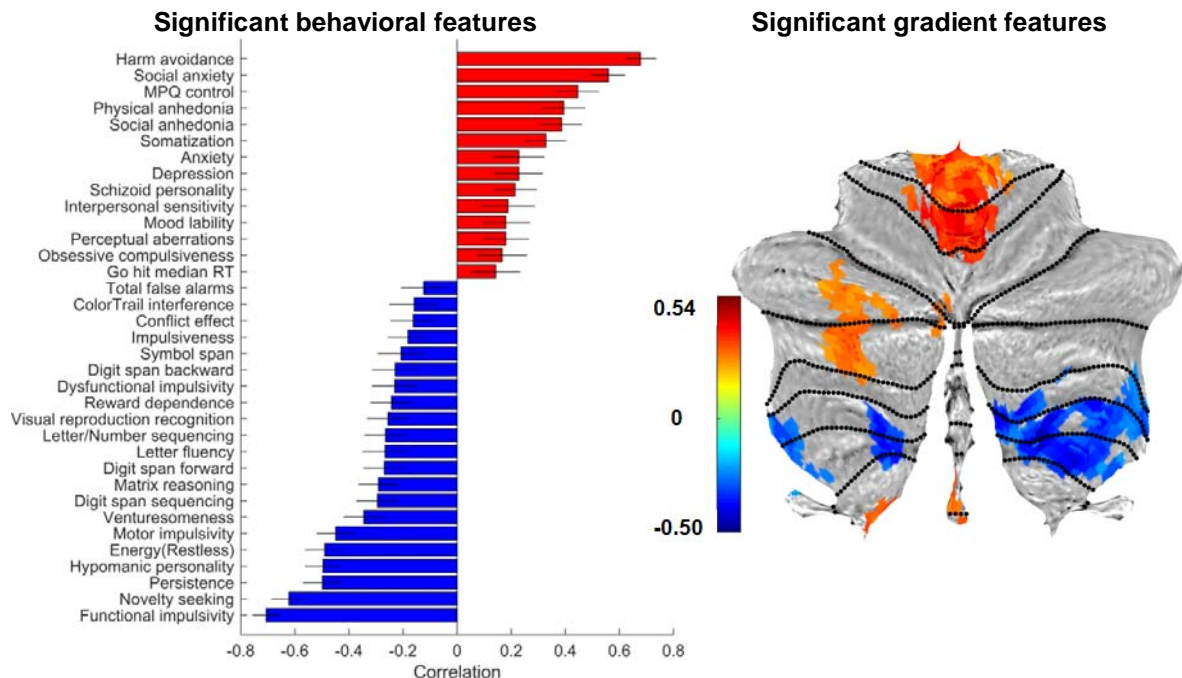 Significant behavioral features
Significant gradient features
Harm avoidance
Social anxiety
MPQ control
Physical anhedonia
Social anhedonia
Somatization
Anxiety
Depression
Schizoid personality
Interpersonal sensitivity
Mood lability
Perceptual aberrations
Obsessive compulsiveness
Go hit median RT
Total false alarms
ColorTrail interference
Conflict effect
Impulsiveness
Symbol span
Digit span backward
Dysfunctional impulsivity
Reward dependence
Visual reproduction recognition
Letter/Number sequencing
Letter fluency
Digit span forward
Matrix reasoning
Digit span sequencing
Venturesomeness
Motor impulsivity
Energy(Restless)
Hypomanic personality
Persistence
Novelty seeking
Functional impulsivity
-0.8 -0.6 -0.4 -0.2 0 0.2 0.4 0.6 0.8
Correlation
0.54
0
-0.50